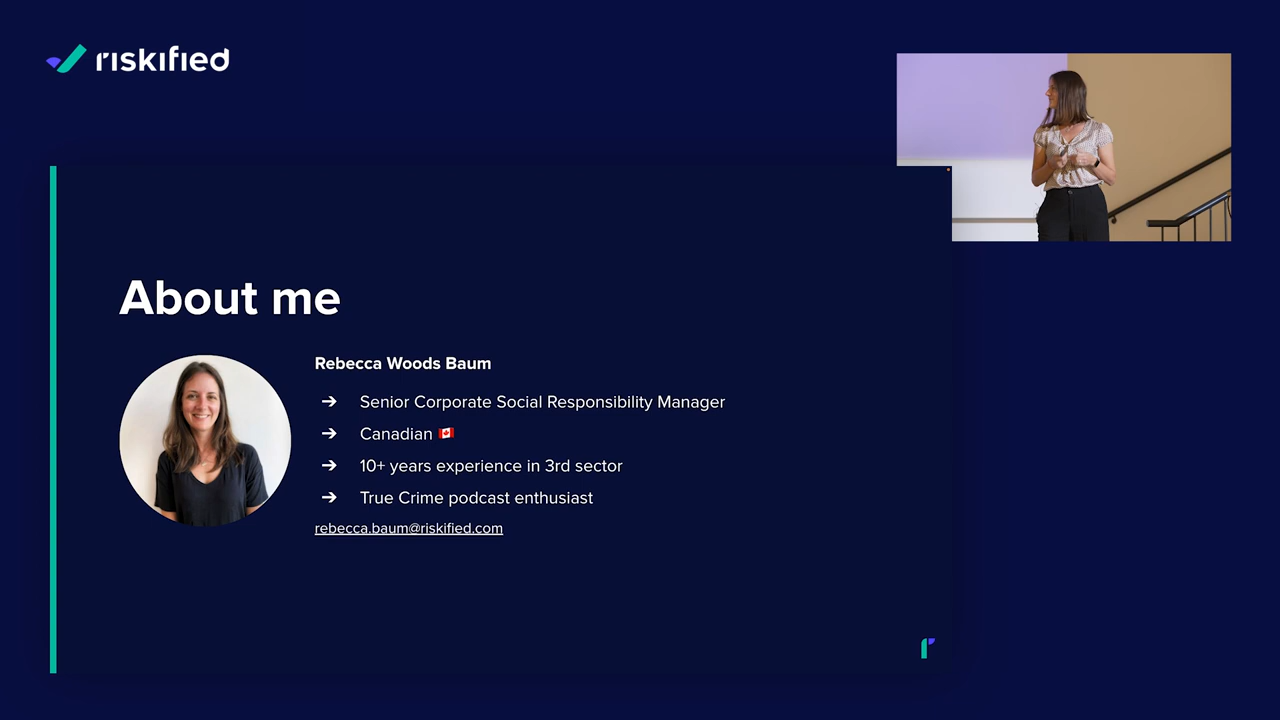 riskified
About me
Rebecca Woods Baum
➔ Senior Corporate Social Responsibility Manager
➔ Canadian 🇨🇦
➔ 10+ years experience in 3rd sector
➔ True Crime podcast enthusiast
rebecca.baum@riskified.com